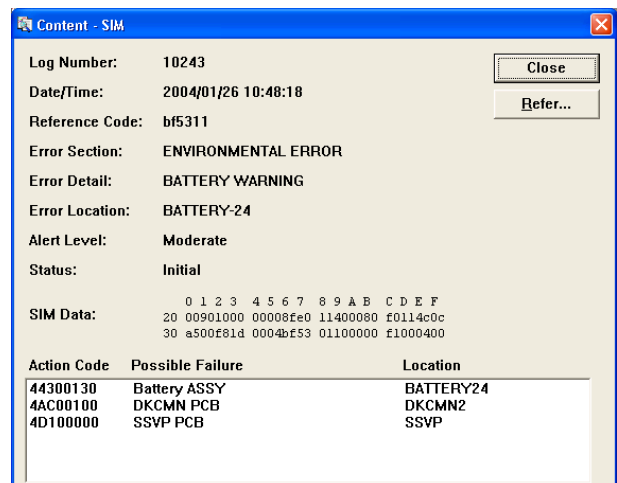 Content - SIM
Log Number: 10243
Close
Date/Time: 2004/01/26 10:48:18
Refer...
Reference Code: bf5311
Error Section: ENVIRONMENTAL ERROR
Error Detail: BATTERY WARNING
Error Location: BATTERY-24
Alert Level: Moderate
Status: Initial
0 1 2 3 4 5 6 7 8 9 A B C D E F
SIM Data: 20 00901000 00008fe0 11400080 f0114c0c
30 a500f81d 0004bf53 01100000 f1000400
Action Code Possible Failure Location
44300130 Battery ASSY BATTERY24
4AC00100 DKCMN PCB DKCMN2
4D100000 SSVP PCB SSVP